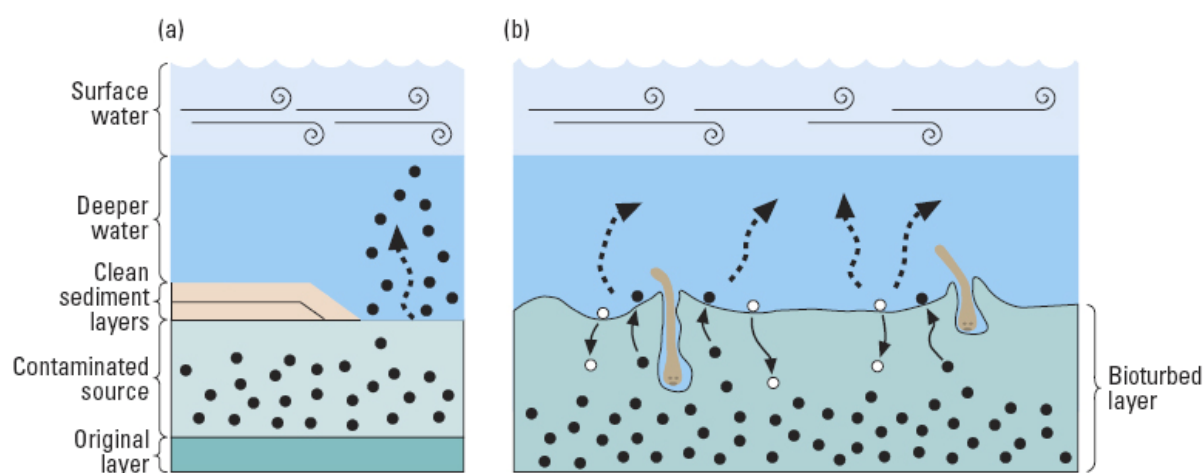 (a)
(b)
Surface
water
Deeper
water
Clean
sediment
layers
Contaminated
source
Original
layer
Bioturbed
layer